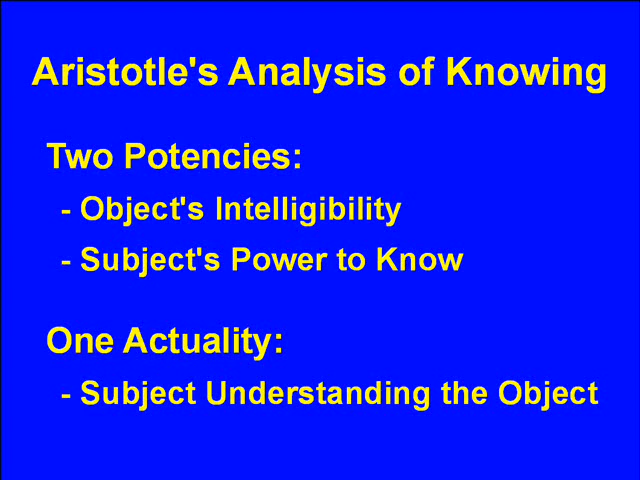 Aristotle's Analysis of Knowing
Two Potencies:
- Object's Intelligibility
- Subject's Power to Know
One Actuality:
- Subject Understanding the Object